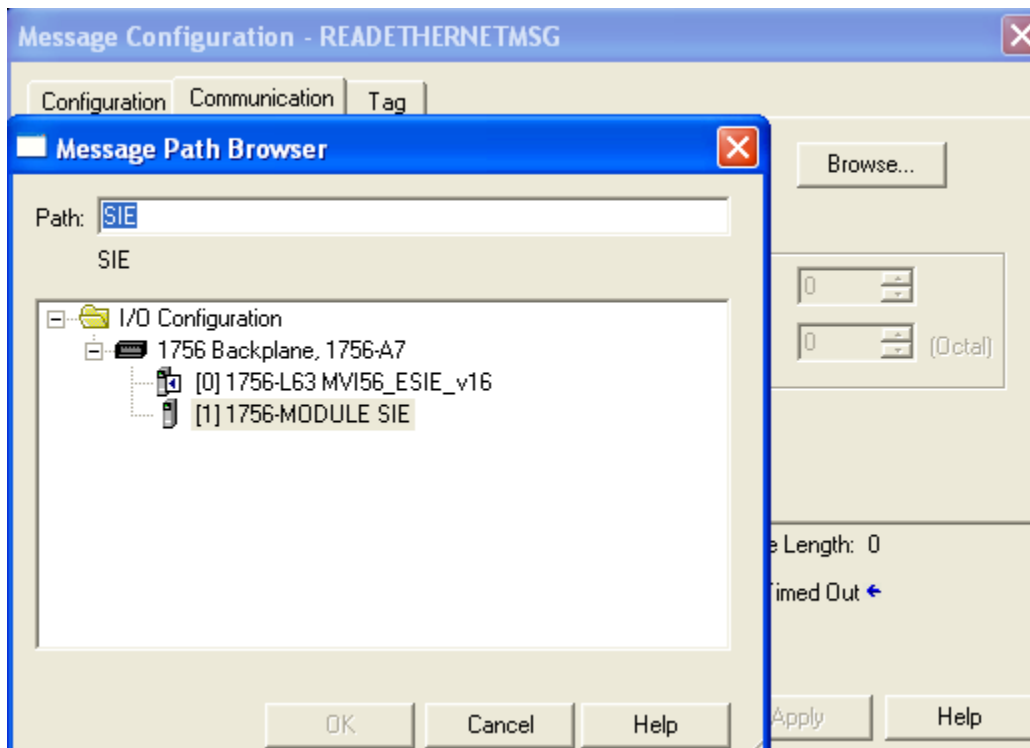 Message Configuration - READETHERNETMSG
Configuration Communication Tag
Message Path Browser
Browse...
Path: SIE
SIE
0
0 (Octal)
I/O Configuration
1756 Backplane, 1756-A7
[0] 1756-L63 MVI56_ESIE_v16
[1] 1756-MODULE SIE
Length: 0
Timed Out
OK Cancel Help
Apply Help